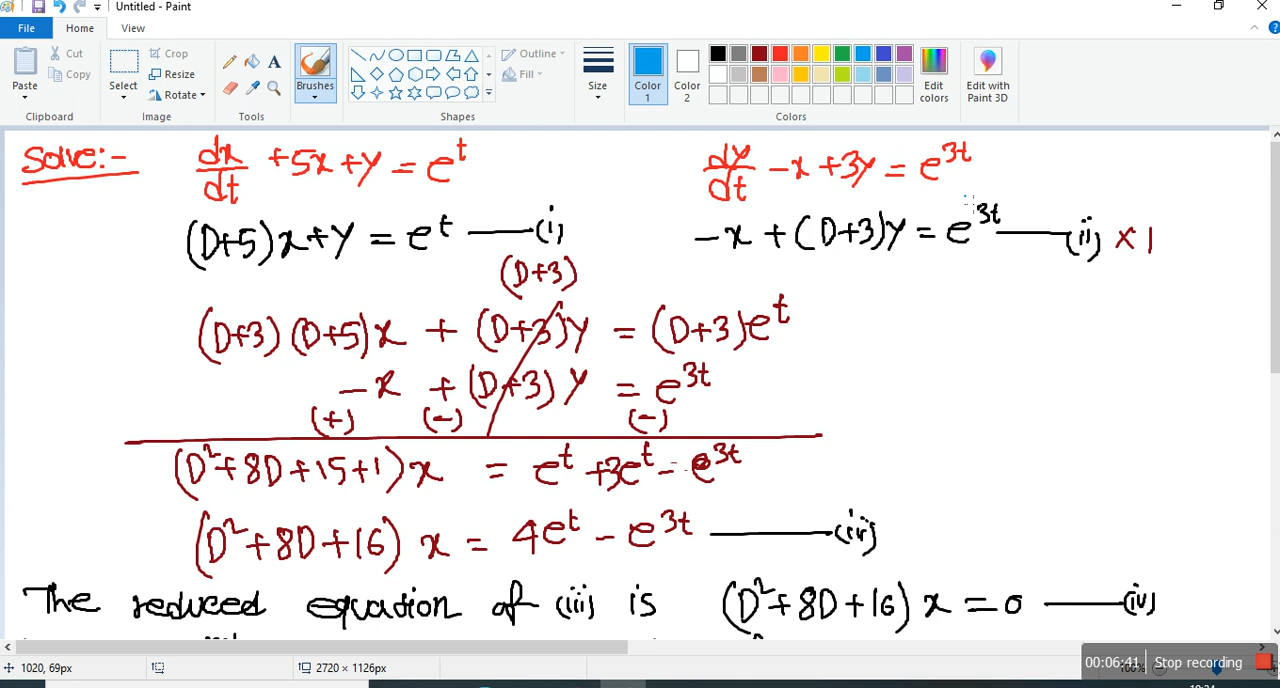 Untitled - Paint
File Home View
Paste Cut Copy
Clipboard
Select Crop Resize Rotate
Image
Tools
Brushes
Outline Fill
Shapes
Size
Color 1 Color 2
Edit colors
Colors
Edit with Paint 3D
Solve:- dx/dt +5x+y = e^t dy/dt -x +3y = e^3t
(D+5)x+y = e^t ——(i) -x + (D+3)y = e^3t ——(ii) × 1
(D+3)
(D+3) (D+5)x + (D+3)y = (D+3)e^t
-x + (D+3)y = e^3t
(+) (-) (-)
(D²+8D+15+1)x = e^t +3e^t - e^3t
(D²+8D+16) x = 4e^t - e^3t ——(iv)
The reduced equation of (iii) is (D²+8D+16) x = 0 ——(iv)
1020, 69px 2720 × 1126px
00:06:41 Stop recording